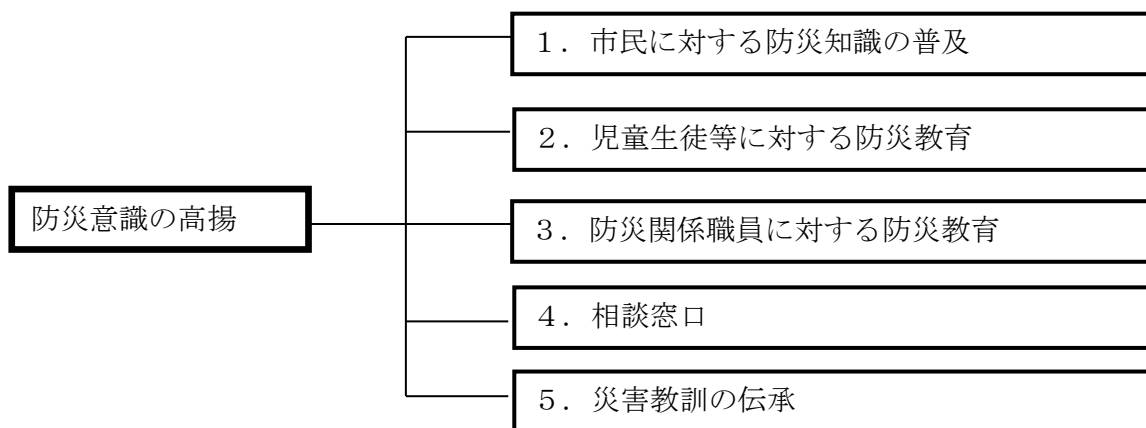 防災意識の高揚
１．市民に対する防災知識の普及
２．児童生徒等に対する防災教育
３．防災関係職員に対する防災教育
４．相談窓口
５．災害教訓の伝承